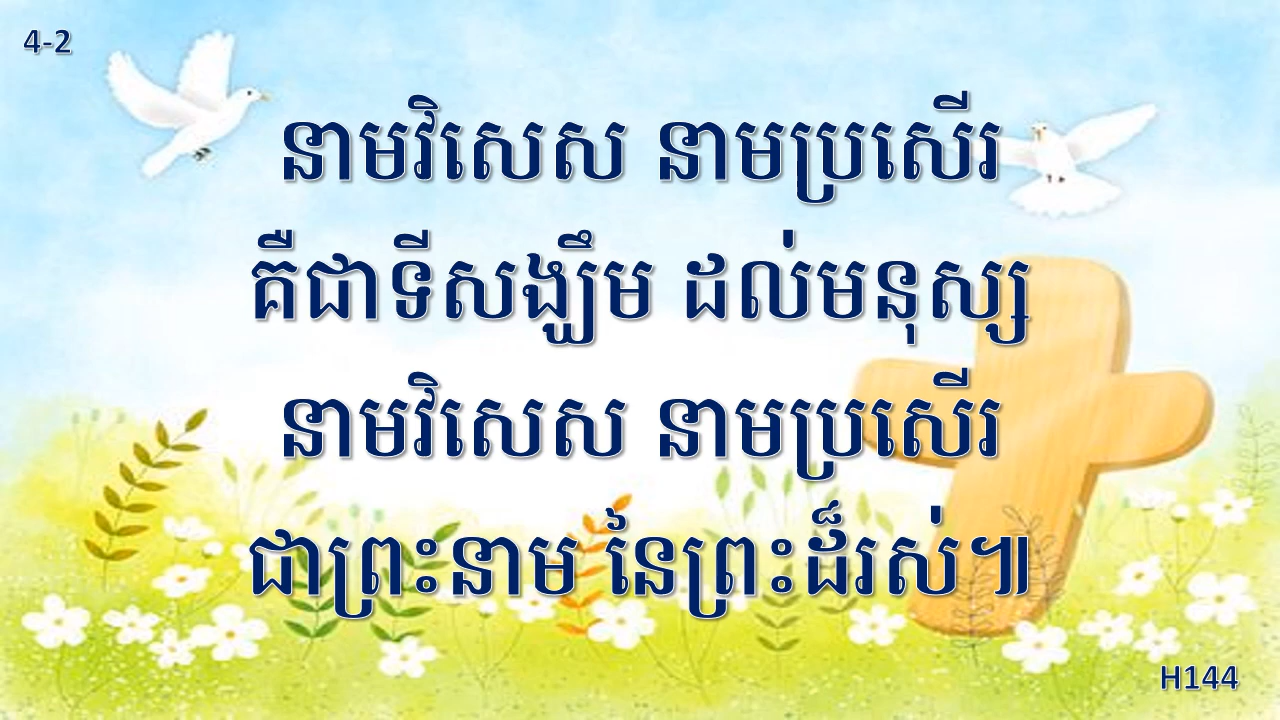 4-2
នាមវិសេស នាមប្រសើរ
គឺជាទីសង្ឃឹម ដល់មនុស្ស
នាមវិសេស នាមប្រសើរ
ជាព្រះនាម នៃព្រះដ៏រស់៕
H144